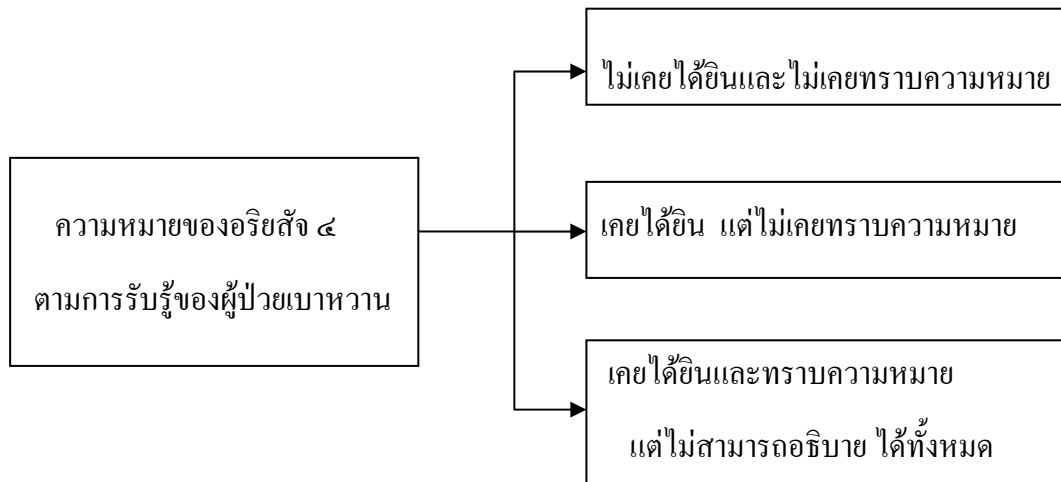 ไม่เคยได้ยินและไม่เคยทราบความหมาย
ความหมายของอริยสัจ ๔
ตามการรับรู้ของผู้ป่วยเบาหวาน
เคยได้ยิน แต่ไม่เคยทราบความหมาย
เคยได้ยินและทราบความหมาย
แต่ไม่สามารถอธิบาย ได้ทั้งหมด